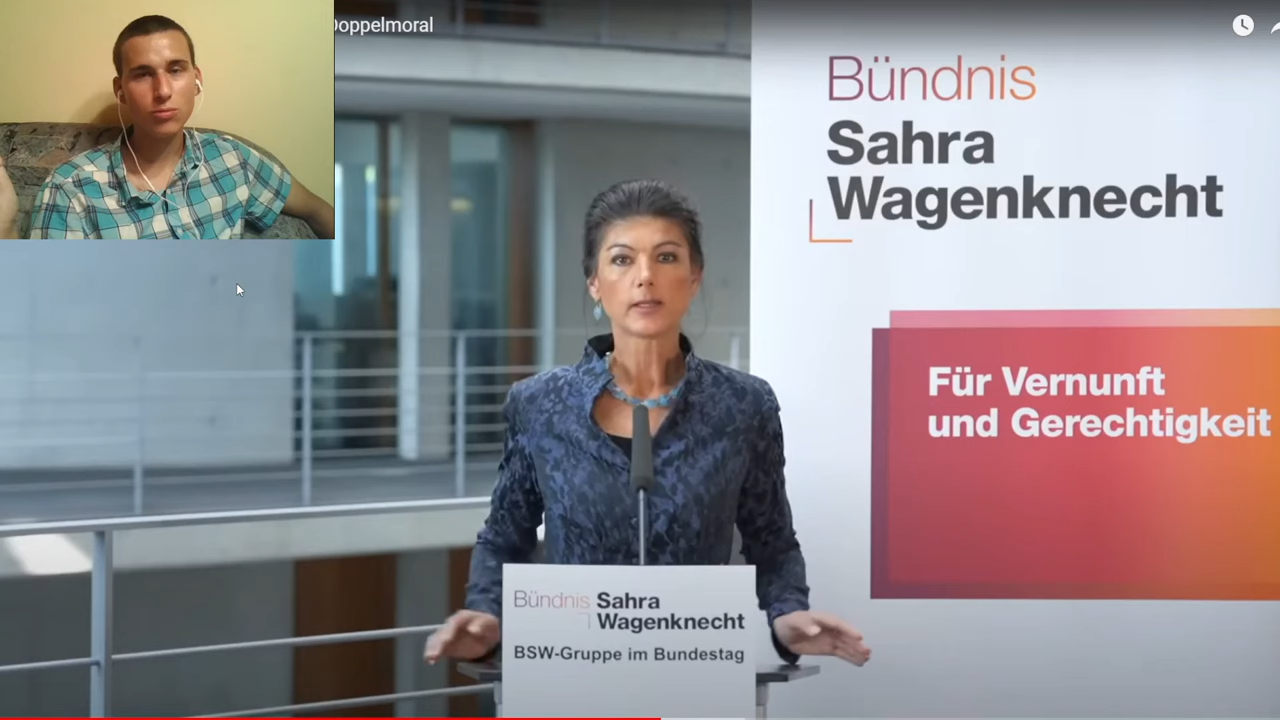 Doppelmoral
Bündnis
Sahra
Wagenknecht
Für Vernunft
und Gerechtigkeit
Bündnis Sahra
Wagenknecht
BSW-Gruppe im Bundestag